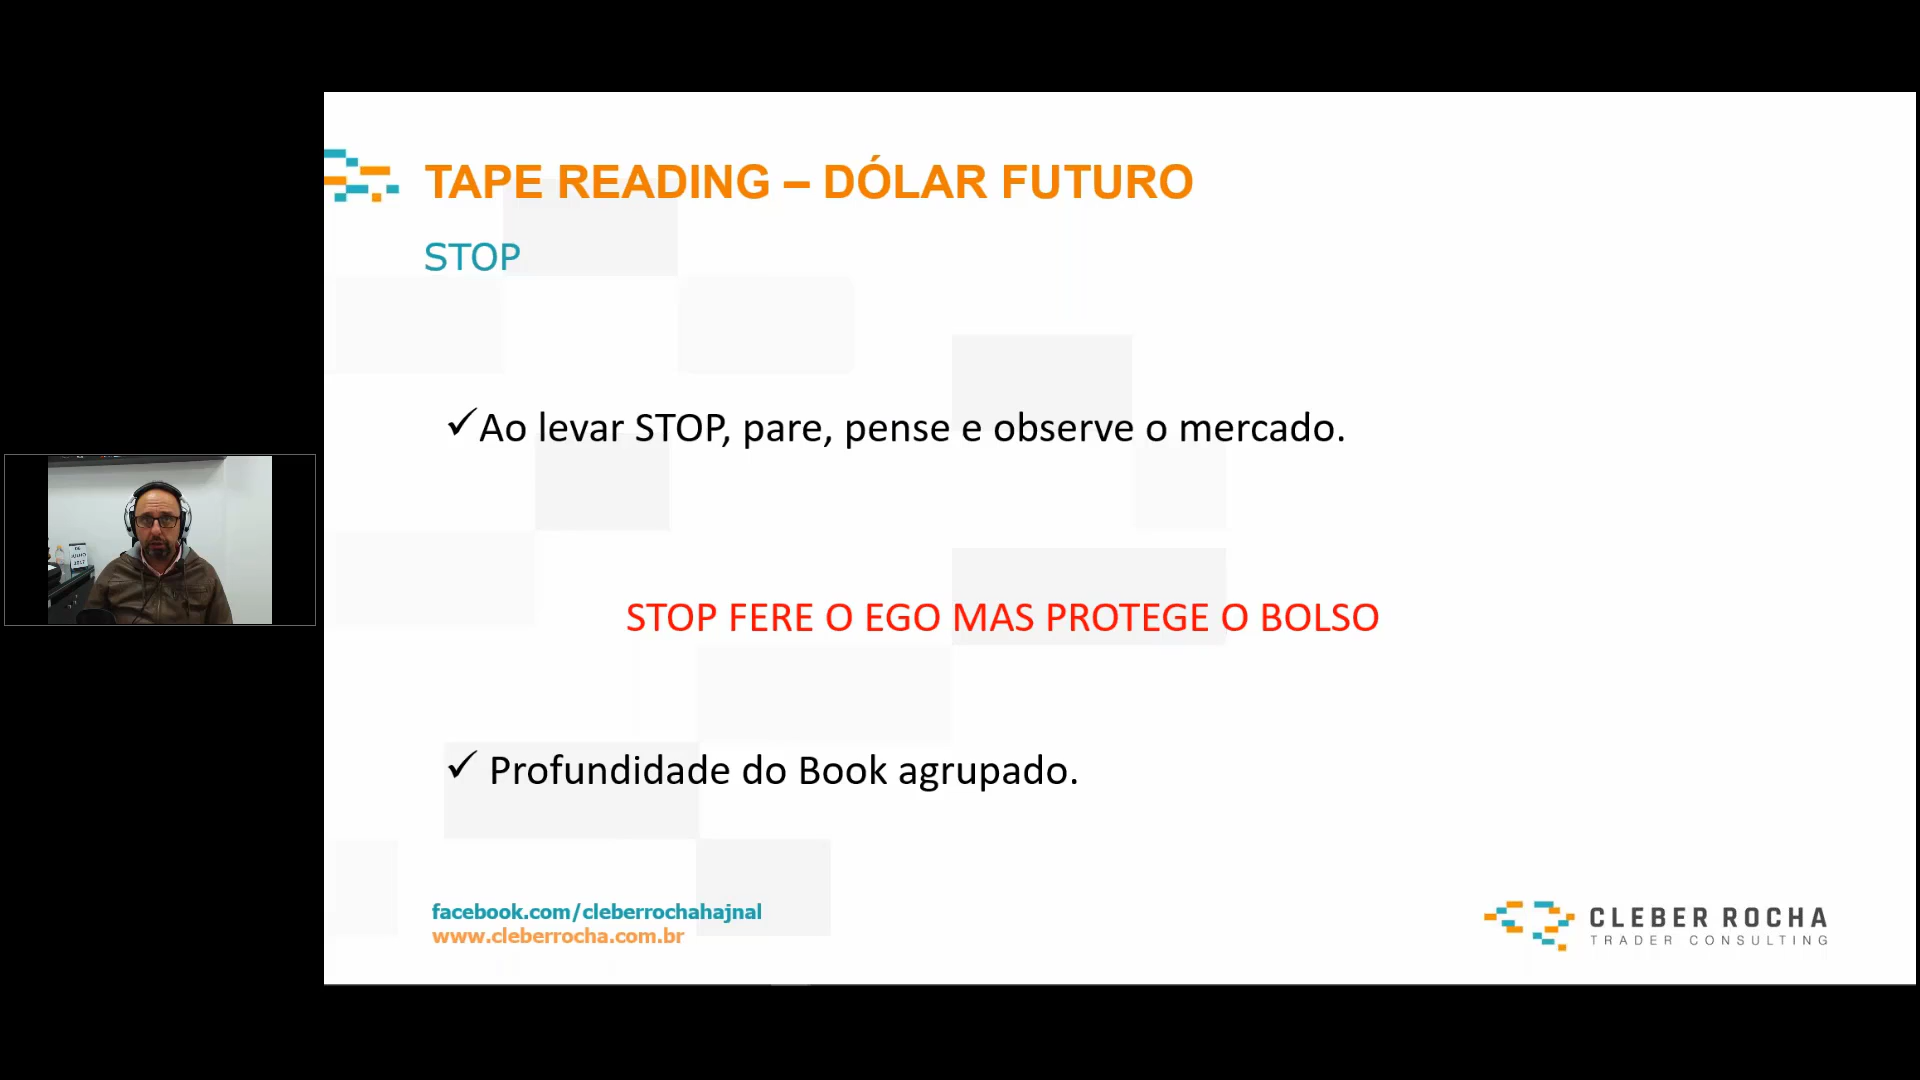 TAPE READING – DÓLAR FUTURO
STOP
✓Ao levar STOP, pare, pense e observe o mercado.
STOP FERE O EGO MAS PROTEGE O BOLSO
✓ Profundidade do Book agrupado.
facebook.com/cleberrochahajnal
www.cleberrocha.com.br
CLEBER ROCHA
TRADER CONSULTING
JULHO